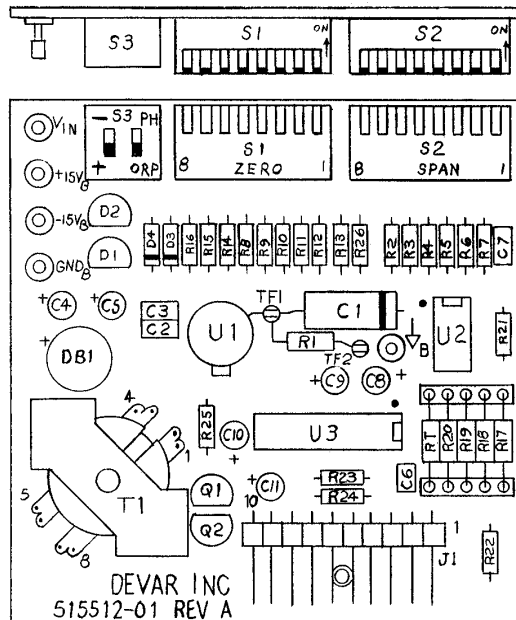 S3
S1
ON
S2
ON
VIN
+15VB
-15VB
GNDB
- S3 PH
+ ORP
S1
8 ZERO 1
S2
8 SPAN 1
D2
D1
D4 D3 R16 R15 R14 R8 R9 R10 R11 R12 R13 R26
R2 R3 R4 R5 R6 R7 C7
+ C4
+ C5
C3
C2
U1
TF1
C1
R1
TF2
B
U2
R21
+ DB1
+ C9
C8 +
R25
C10
+
U3
RT R20 R19 R18 R17
4
1
T1
5
8
Q1
Q2
+ C11
10
R23
R24
C6
1
J1
R22
DEVAR INC
515512-01 REV A